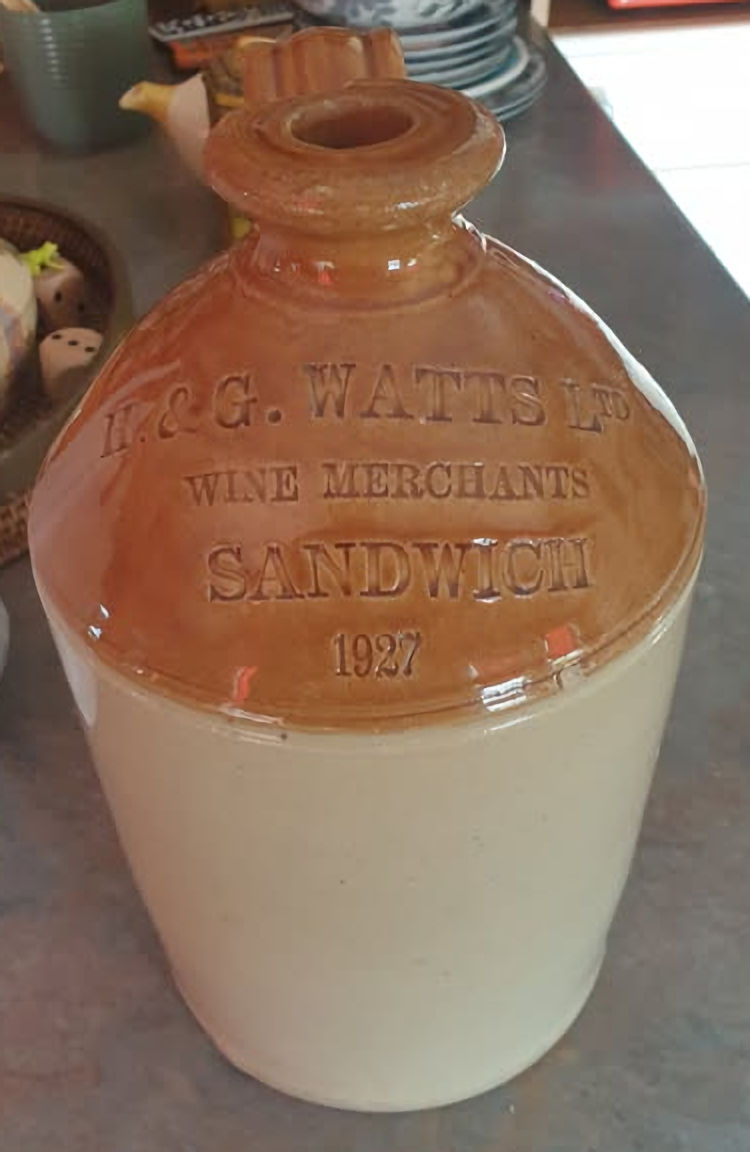 H. & G. WATTS LTD
WINE MERCHANTS
SANDWICH
1927